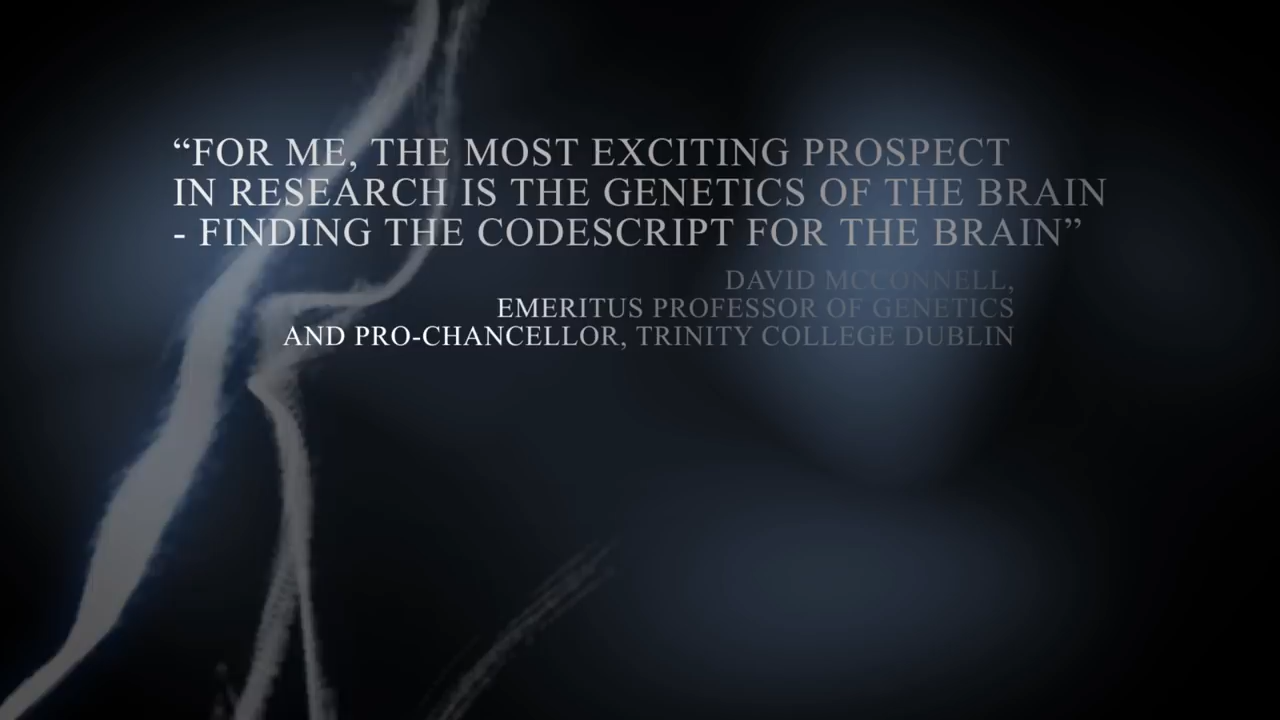 “FOR ME, THE MOST EXCITING PROSPECT
IN RESEARCH IS THE GENETICS OF THE BRAIN
- FINDING THE CODESCRIPT FOR THE BRAIN”
DAVID MCCONNELL,
EMERITUS PROFESSOR OF GENETICS
AND PRO-CHANCELLOR, TRINITY COLLEGE DUBLIN